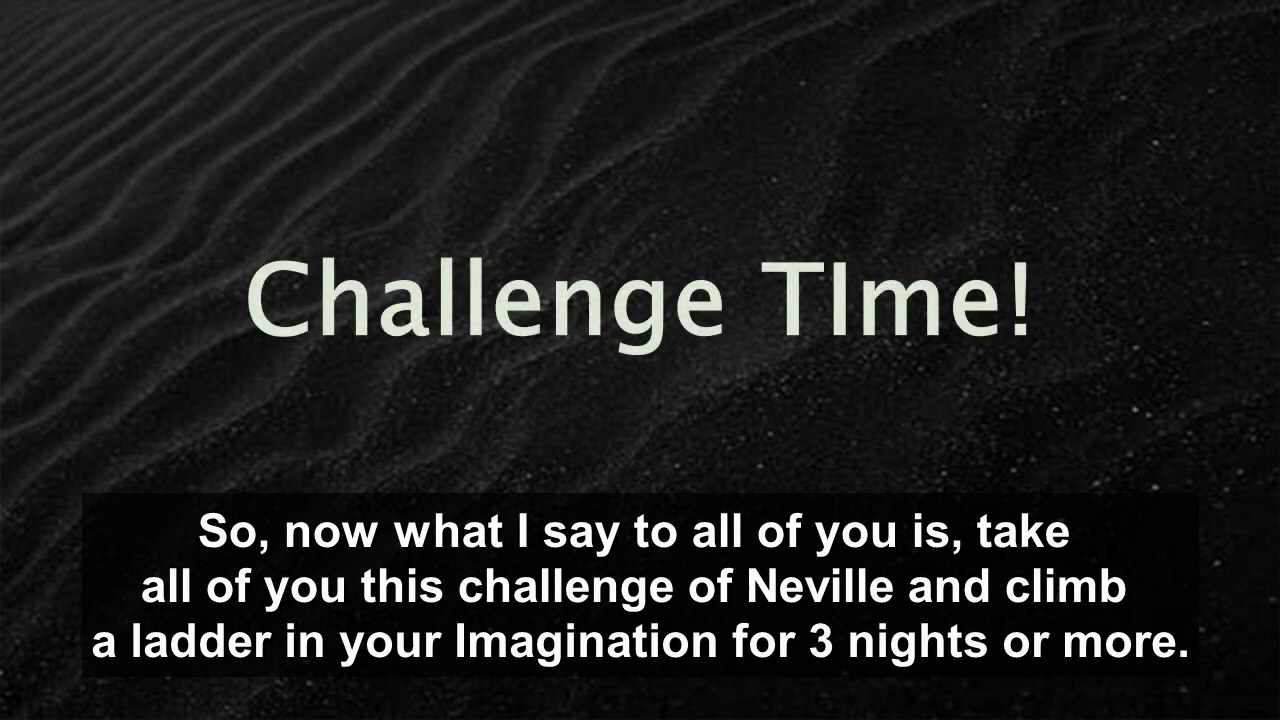 Challenge TIme!
So, now what I say to all of you is, take
all of you this challenge of Neville and climb
a ladder in your Imagination for 3 nights or more.